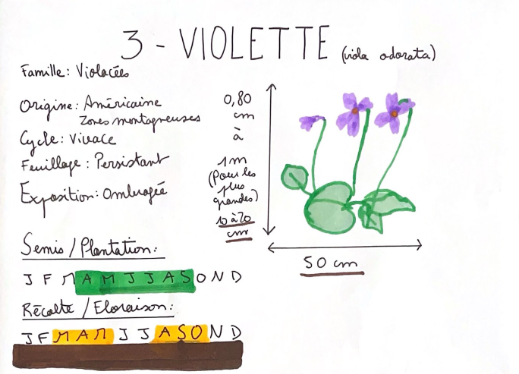 3 - VIOLETTE (viola odorata)
Famille: Violacées
Origine: Américaine
Zones montagneuses
Cycle: Vivace
Feuillage: Persistant
Exposition: Ombragée
0,80
cm
à
1m
(Pour les
plus
grandes)
10 à 20
cm
50 cm
Semis / Plantation:
J F M A M J J A S O N D
Récolte / Floraison:
J F M A M J J A S O N D